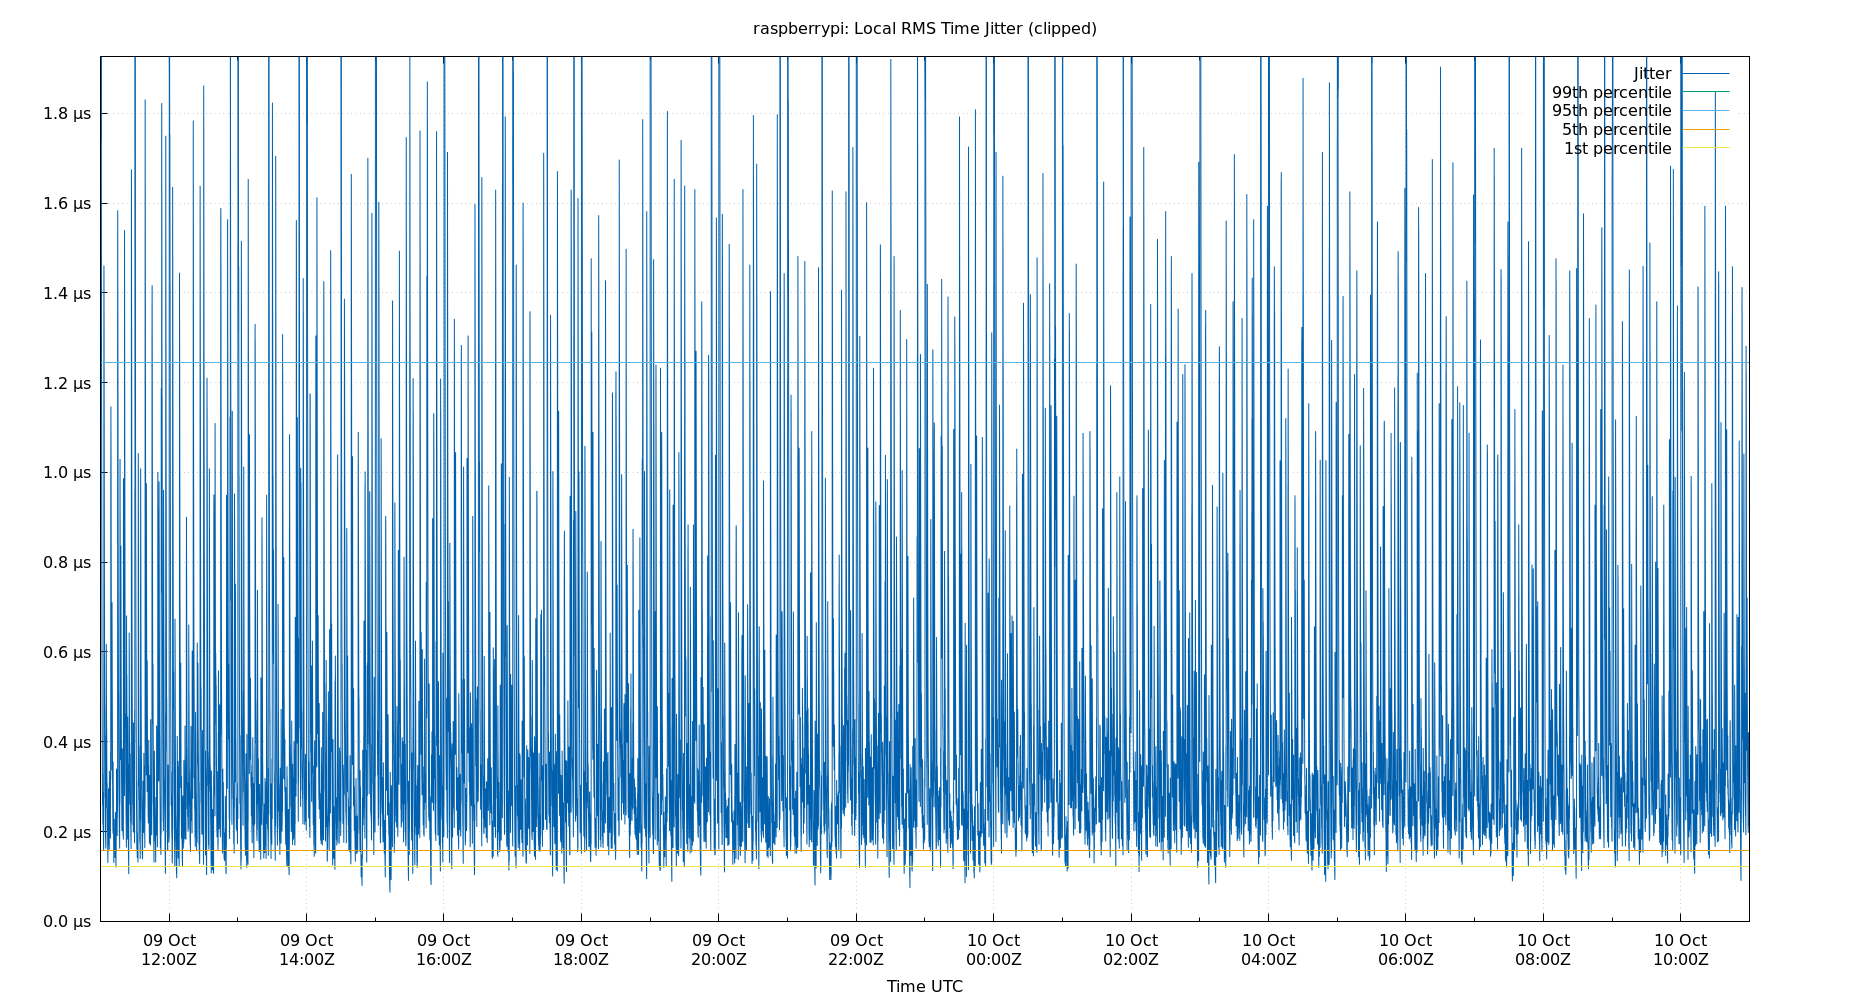 raspberrypi: Local RMS Time Jitter (clipped)
Jitter
99th percentile
95th percentile
5th percentile
1st percentile
1.8 µs
1.6 µs
1.4 µs
1.2 µs
1.0 µs
0.8 µs
0.6 µs
0.4 µs
0.2 µs
0.0 µs
09 Oct 09 Oct 09 Oct 09 Oct 09 Oct 09 Oct 10 Oct 10 Oct 10 Oct 10 Oct 10 Oct 10 Oct
12:00Z 14:00Z 16:00Z 18:00Z 20:00Z 22:00Z 00:00Z 02:00Z 04:00Z 06:00Z 08:00Z 10:00Z
Time UTC